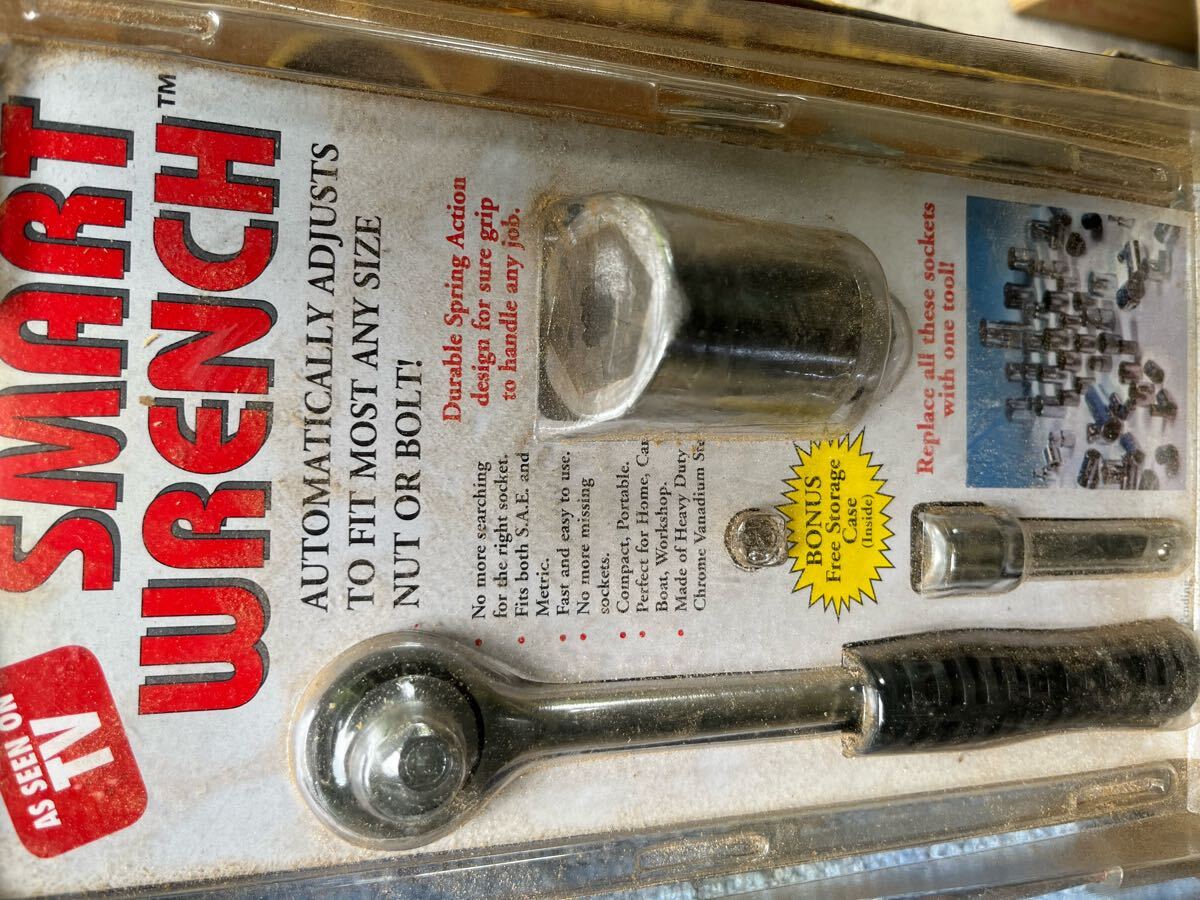 AS SEEN ON
TV
SMART
WRENCH™
AUTOMATICALLY ADJUSTS
TO FIT MOST ANY SIZE
NUT OR BOLT!
Durable Spring Action
design for sure grip
to handle any job.
• No more searching
for the right socket.
• Fits both S.A.E. and
Metric.
• Fast and easy to use.
• No more missing
sockets.
• Compact, Portable.
• Perfect for Home,
Boat, Workshop.
• Made of Heavy Duty
Chrome Vanadium
BONUS
Free Storage
Case
(Inside)
Replace all these sockets
with one tool!